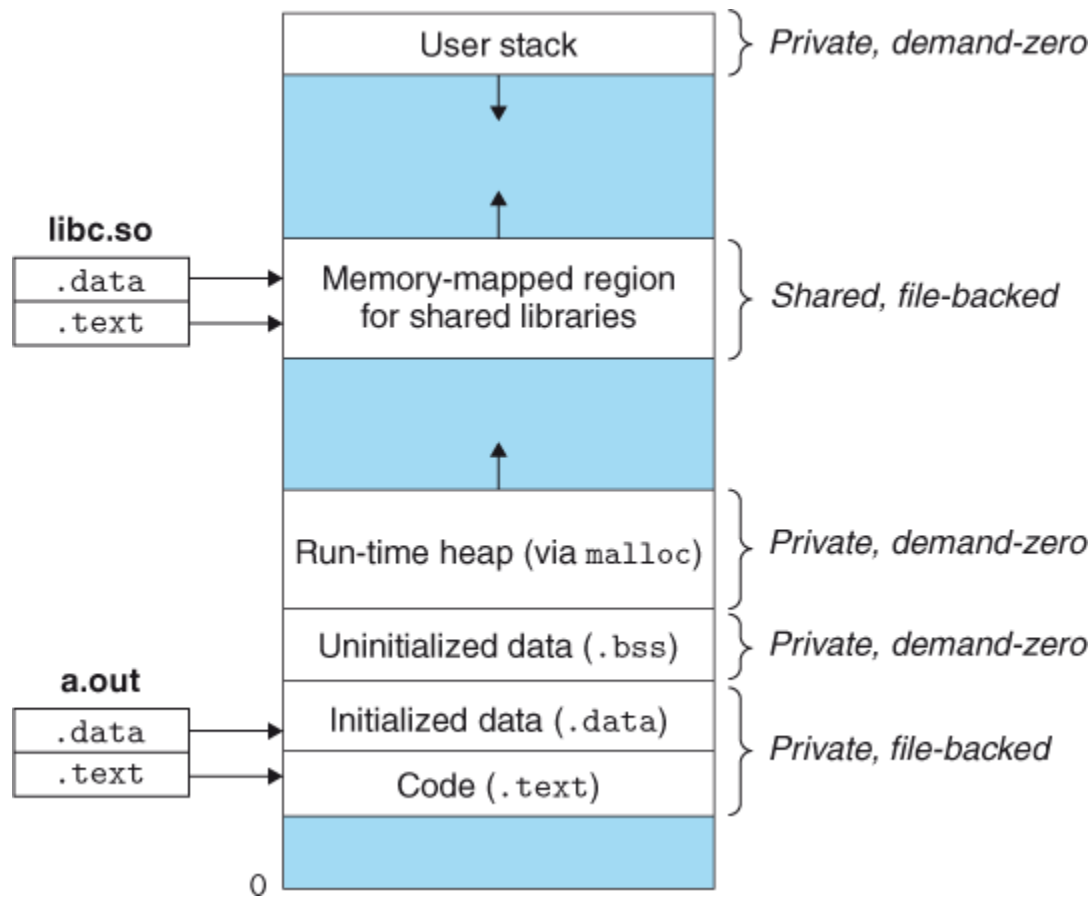 User stack
Private, demand-zero
libc.so
.data
.text
Memory-mapped region
for shared libraries
Shared, file-backed
Run-time heap (via malloc)
Private, demand-zero
Uninitialized data (.bss)
Private, demand-zero
a.out
.data
.text
Initialized data (.data)
Code (.text)
Private, file-backed
0